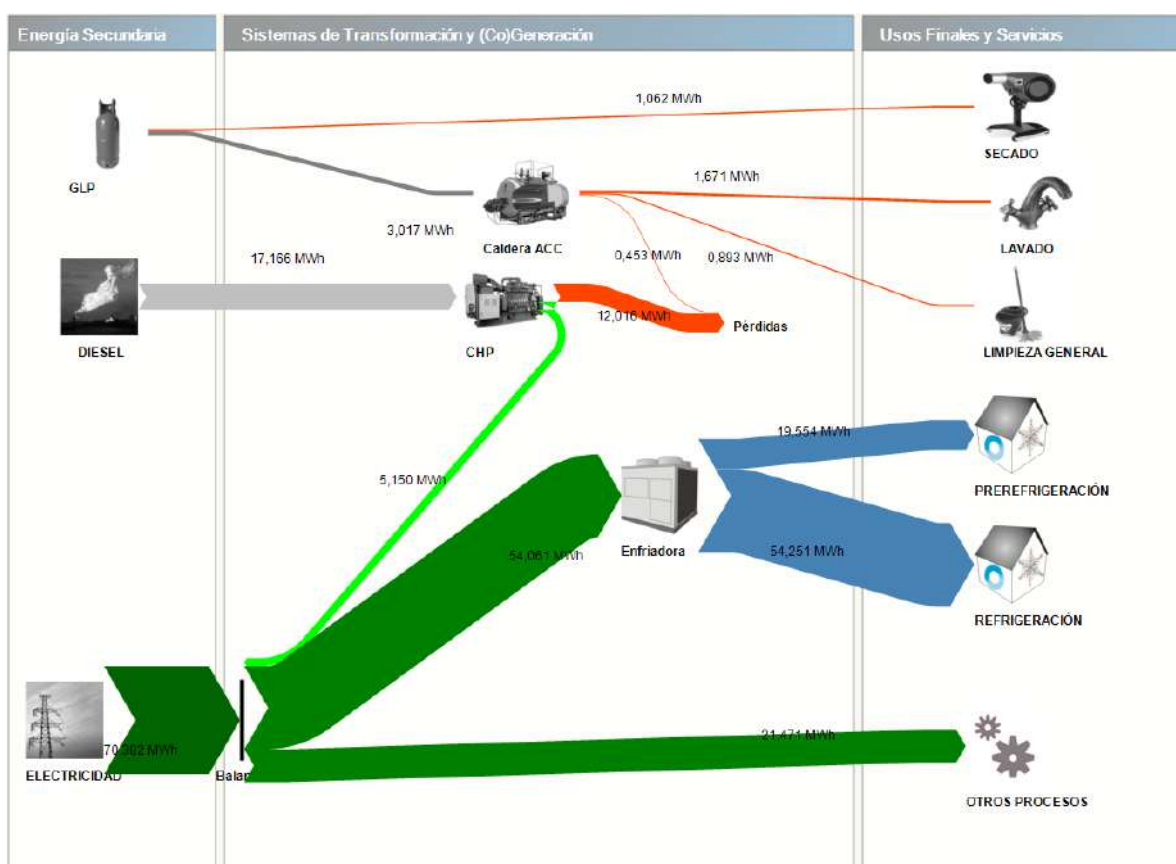 Energía Secundaria
Sistemas de Transformación y (Co)Generación
Usos Finales y Servicios
1,062 MWh
SECADO
GLP
1,671 MWh
3,017 MWh
Caldera ACC
LAVADO
17,166 MWh
0,453 MWh
0,893 MWh
12,016 MWh
Pérdidas
DIESEL
CHP
LIMPIEZA GENERAL
19,554 MWh
5,150 MWh
PREREFRIGERACIÓN
54,061 MWh
Enfriadora
54,251 MWh
REFRIGERACIÓN
MWh
21,471 MWh
ELECTRICIDAD
Balan
OTROS PROCESOS